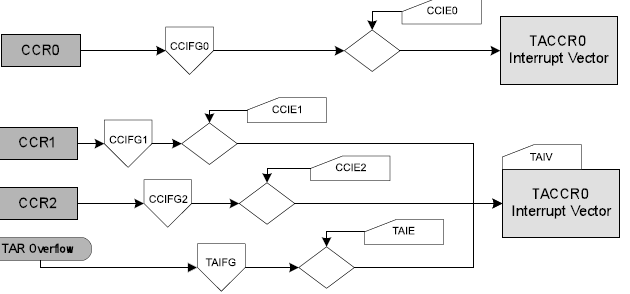 CCIE0
CCR0
CCIFG0
TACCR0
Interrupt Vector
CCIE1
CCR1
CCIFG1
TAIV
CCIE2
CCR2
CCIFG2
TACCR0
Interrupt Vector
TAIE
TAR Overflow
TAIFG